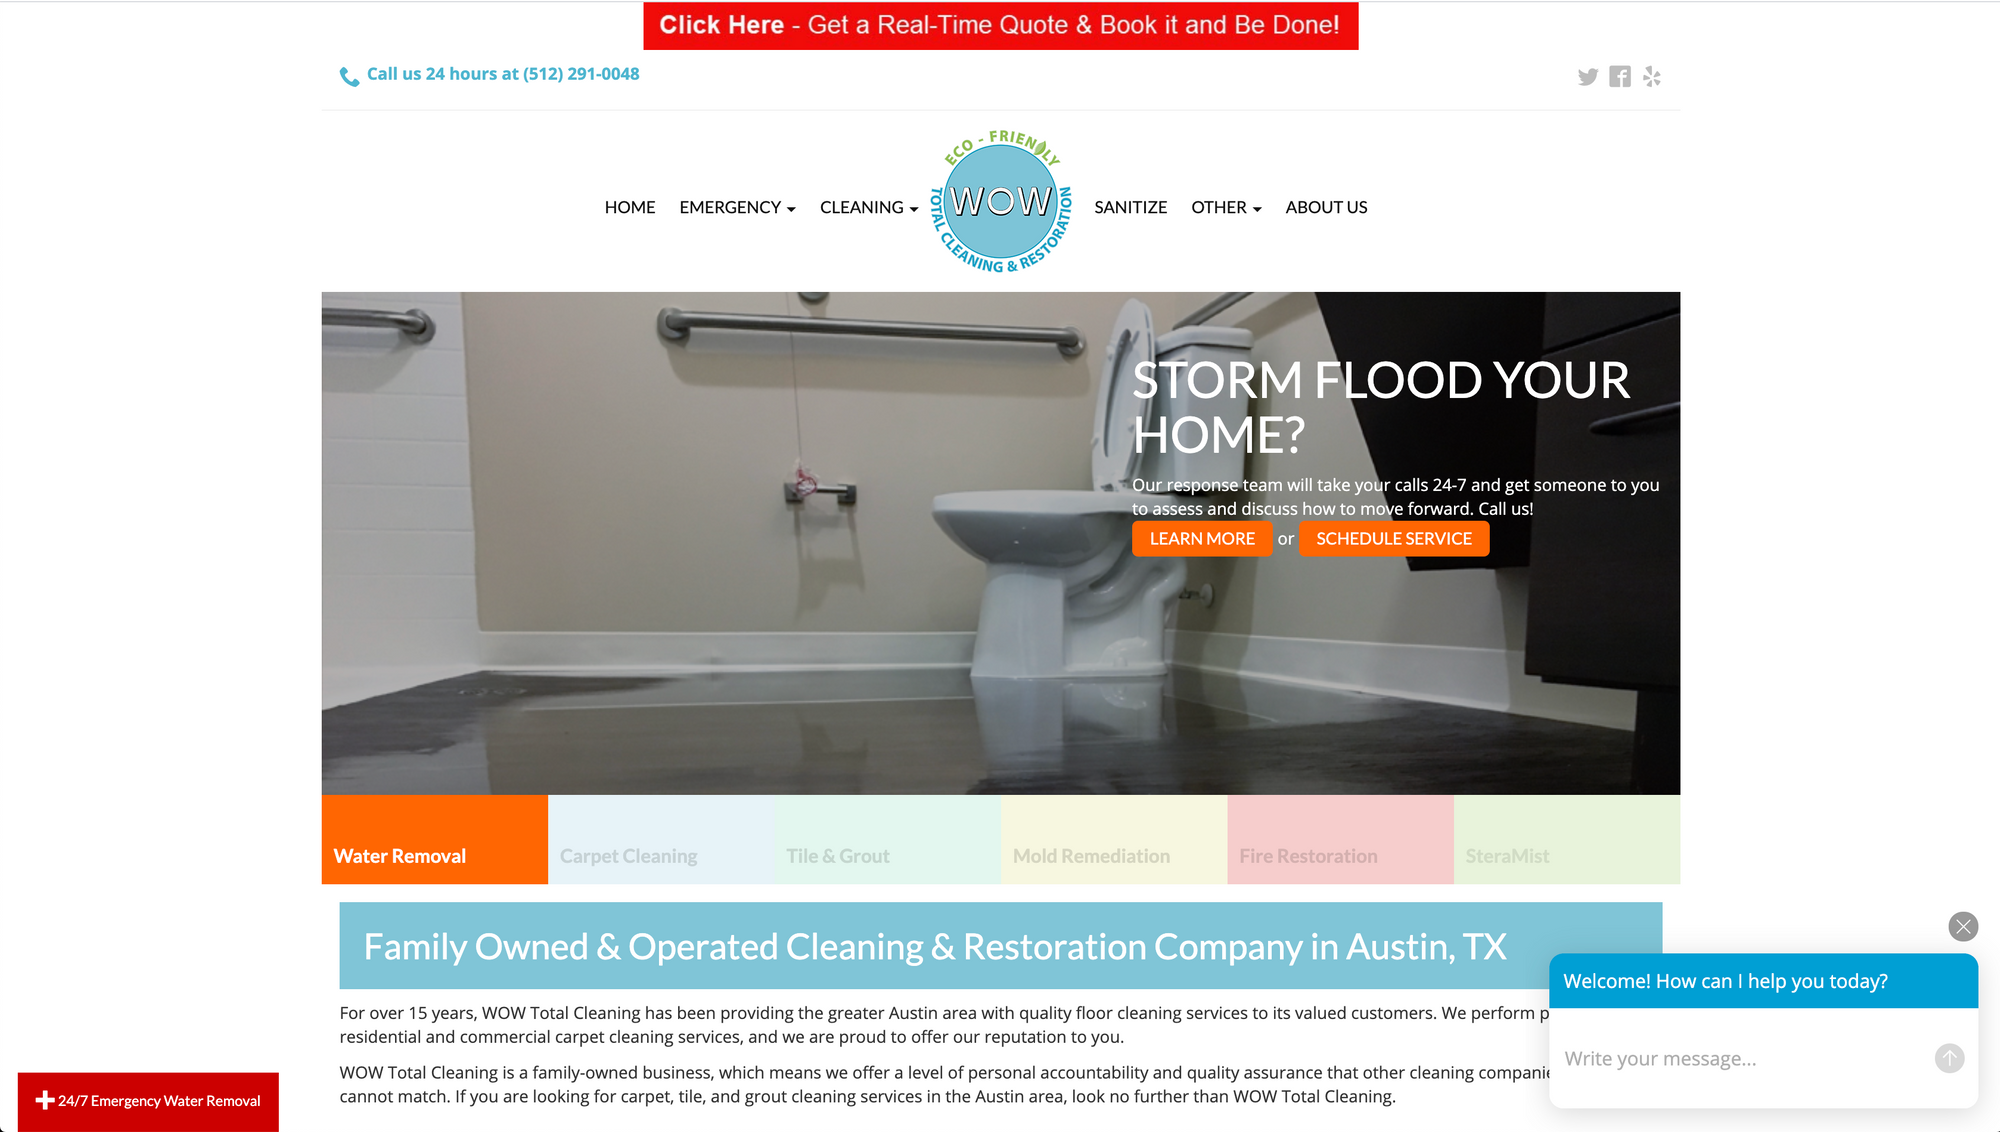 Click Here - Get a Real-Time Quote & Book it and Be Done!
Call us 24 hours at (512) 291-0048
HOME
EMERGENCY
CLEANING
ECO - FRIENDLY
WOW
TOTAL CLEANING & RESTORATION
SANITIZE
OTHER
ABOUT US
STORM FLOOD YOUR
HOME?
Our response team will take your calls 24-7 and get someone to you
to assess and discuss how to move forward. Call us!
LEARN MORE or SCHEDULE SERVICE
Water Removal
Carpet Cleaning
Tile & Grout
Mold Remediation
Fire Restoration
SteraMist
Family Owned & Operated Cleaning & Restoration Company in Austin, TX
For over 15 years, WOW Total Cleaning has been providing the greater Austin area with quality floor cleaning services to its valued customers. We perform p
residential and commercial carpet cleaning services, and we are proud to offer our reputation to you.
WOW Total Cleaning is a family-owned business, which means we offer a level of personal accountability and quality assurance that other cleaning companie
cannot match. If you are looking for carpet, tile, and grout cleaning services in the Austin area, look no further than WOW Total Cleaning.
24/7 Emergency Water Removal
Welcome! How can I help you today?
Write your message...